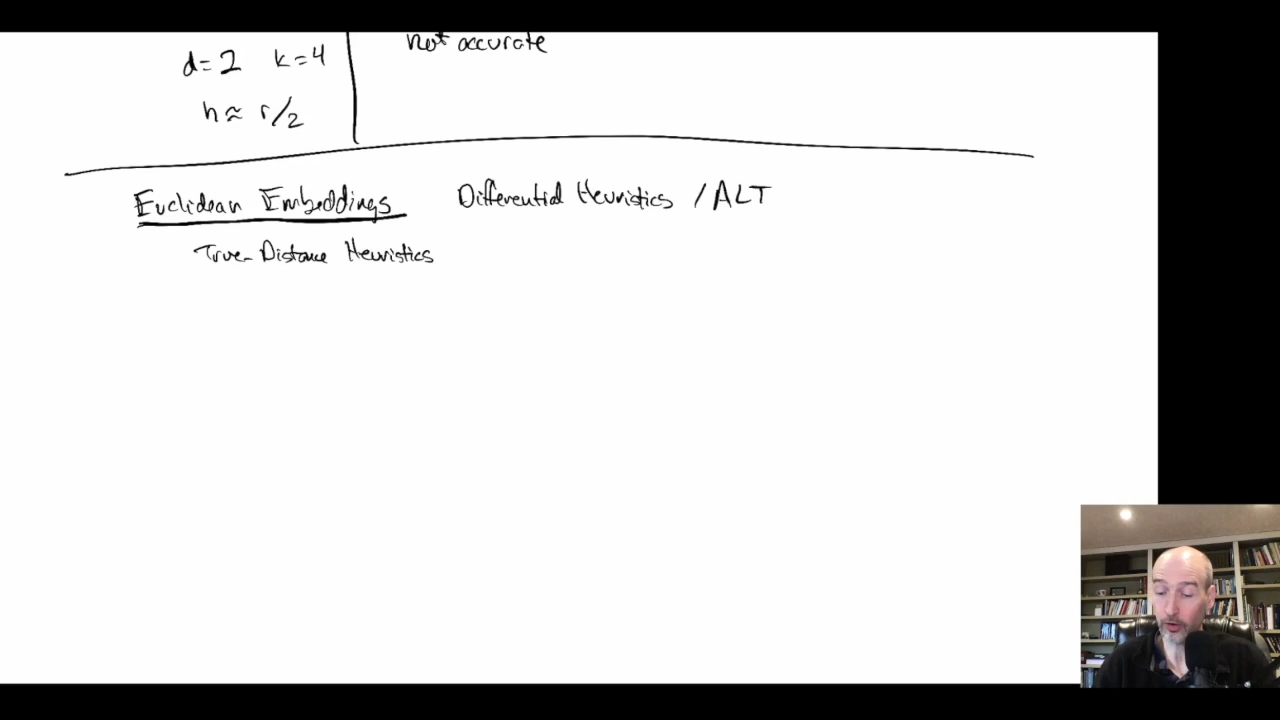 not accurate
d=2 k=4
h≈ r/2
Euclidean Embeddings Differential Heuristics / ALT
True-Distance Heuristics